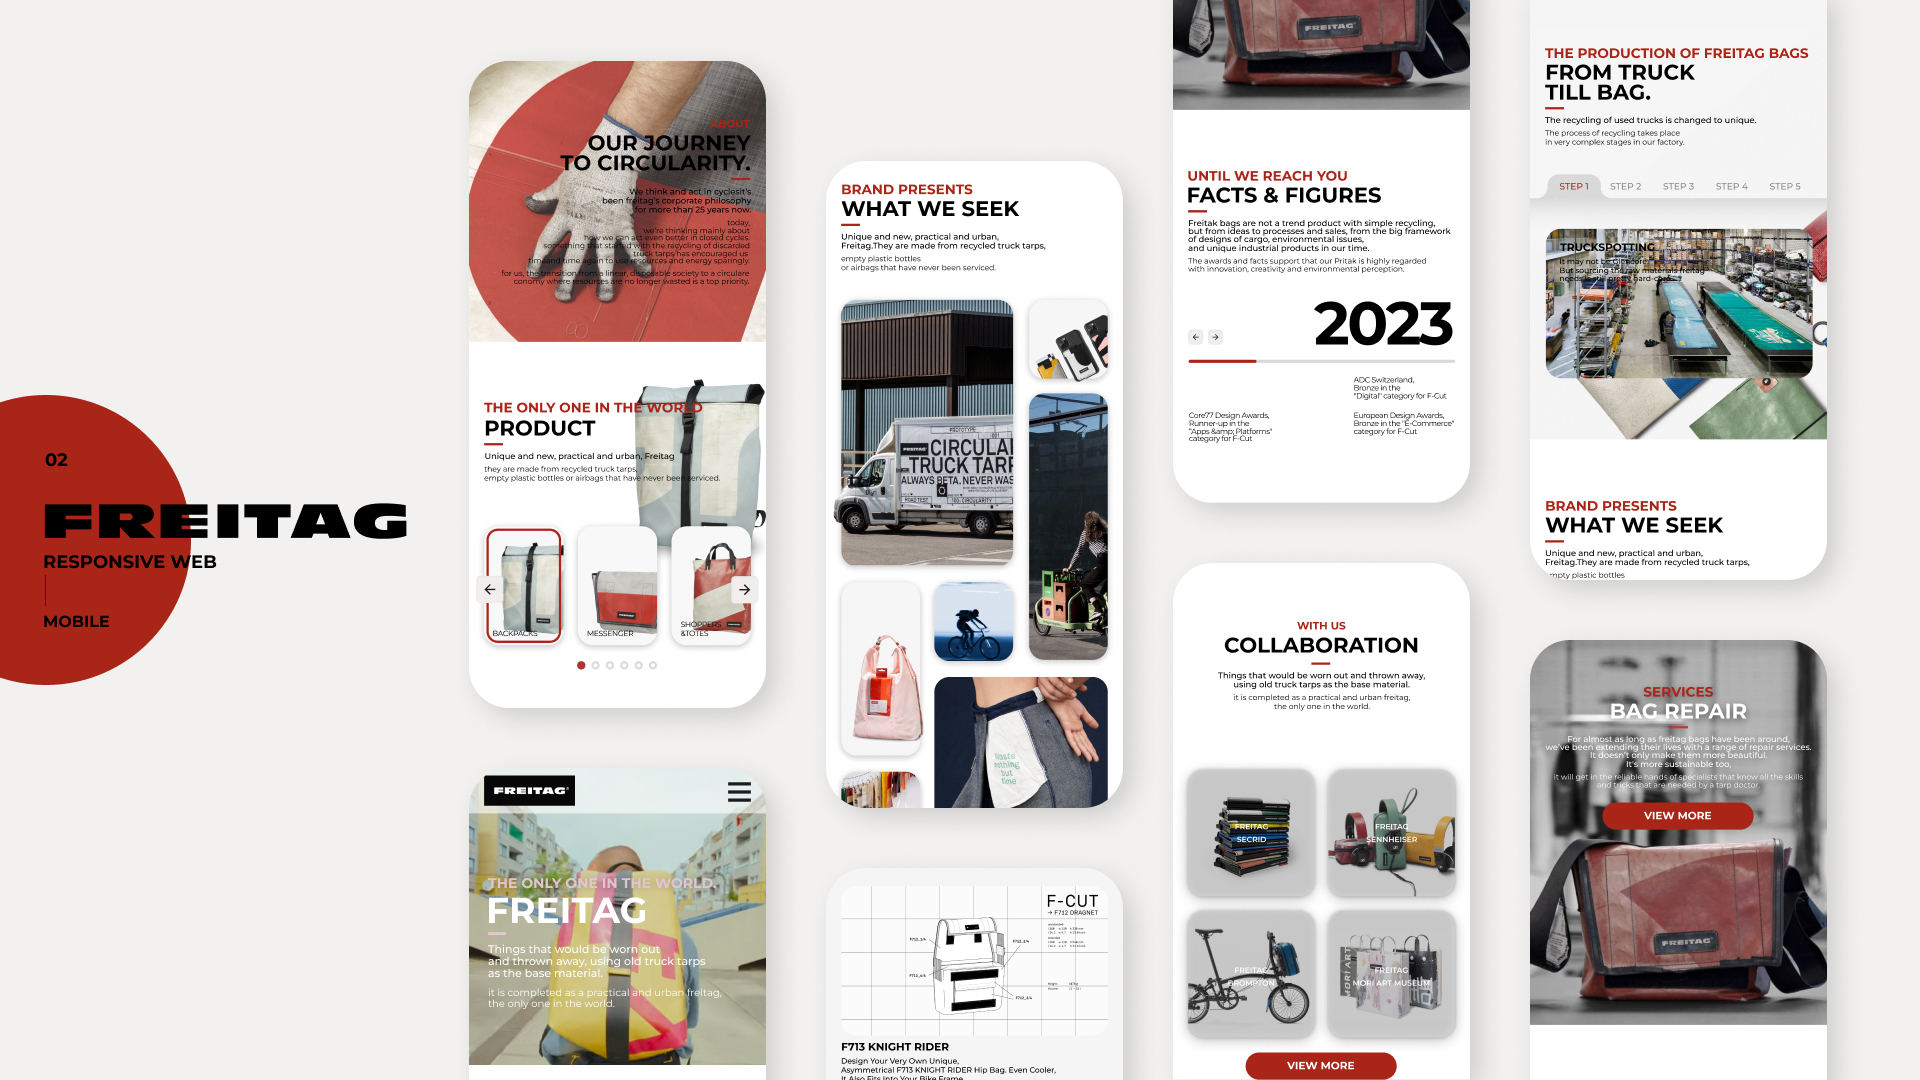 02
FREITAG
RESPONSIVE WEB
MOBILE
ABOUT
OUR JOURNEY
TO CIRCULARITY.
We think and act in cyclesIt's
been freitag's corporate philosophy
for more than 25 years now.
today,
we're thinking mainly about
how we can act even better in closed cycles.
something that started with the recycling of discarded
truck tarps has encouraged us
time and time again to use resources and energy sparingly.
for us, the transition from a linear, disposable society to a circulare
conomy where resources are no longer wasted is a top priority.
THE ONLY ONE IN THE WORLD
PRODUCT
Unique and new, practical and urban, Freitag
they are made from recycled truck tarps,
empty plastic bottles or airbags that have never been serviced.
BACKPACKS
MESSENGER
SHOPPERS
&TOTES
FREITAG
THE ONLY ONE IN THE WORLD.
FREITAG
Things that would be worn out
and thrown away, using old truck tarps
as the base material.
it is completed as a practical and urban freitag,
the only one in the world.
BRAND PRESENTS
WHAT WE SEEK
Unique and new, practical and urban,
Freitag.They are made from recycled truck tarps,
empty plastic bottles
or airbags that have never been serviced.
PROTOTYPE
FREITAG
CIRCULAR
TRUCK TARP
ALWAYS BETA. NEVER WAS
ROAD TEST
100% CIRCULARITY
Waste
nothing
but
time
F-CUT
→ F712 DRAGNET
F713 KNIGHT RIDER
Design Your Very Own Unique,
Asymmetrical F713 KNIGHT RIDER Hip Bag. Even Cooler,
It Also Fits Into Your Bike Frame
FREITAG
UNTIL WE REACH YOU
FACTS & FIGURES
Freitak bags are not a trend product with simple recycling,
but from ideas to processes and sales, from the big framework
of designs of cargo, environmental issues,
and unique industrial products in our time.
The awards and facts support that our Pritak is highly regarded
with innovation, creativity and environmental perception.
2023
ADC Switzerland,
Bronze in the
"Digital" category for F-Cut
Core77 Design Awards,
Runner-up in the
"Apps &amp; Platforms"
category for F-Cut
European Design Awards,
Bronze in the "E-Commerce"
category for F-Cut
WITH US
COLLABORATION
Things that would be worn out and thrown away,
using old truck tarps as the base material.
it is completed as a practical and urban freitag,
the only one in the world.
FREITAG
SECRID
FREITAG
SENNHEISER
FREITAG
BROMPTON
MORI AR
FREITAG
MORI ART MUSEUM
VIEW MORE
THE PRODUCTION OF FREITAG BAGS
FROM TRUCK
TILL BAG.
The recycling of used trucks is changed to unique.
The process of recycling takes place
in very complex stages in our factory.
STEP 1
STEP 2
STEP 3
STEP 4
STEP 5
TRUCKSPOTTING
BRAND PRESENTS
WHAT WE SEEK
Unique and new, practical and urban,
Freitag.They are made from recycled truck tarps,
empty plastic bottles
SERVICES
BAG REPAIR
For almost as long as freitag bags have been around,
we've been extending their lives with a range of repair services.
It doesn't only make them more beautiful.
It's more sustainable too,
it will get in the reliable hands of specialists that know all the skills
and tricks that are needed by a tarp doctor.
VIEW MORE
FREITAG